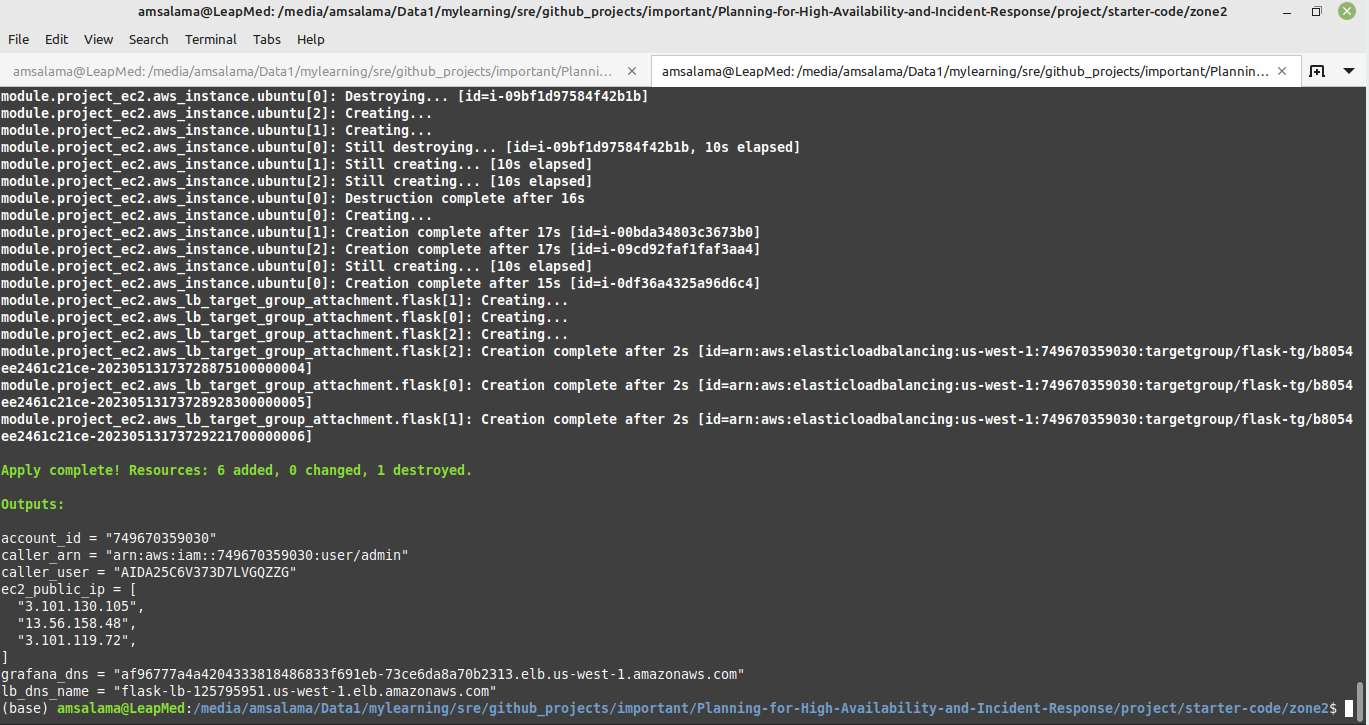 amsalama@LeapMed: /media/amsalama/Data1/mylearning/sre/github_projects/important/Planning-for-High-Availability-and-Incident-Response/project/starter-code/zone2
File Edit View Search Terminal Tabs Help
amsalama@LeapMed: /media/amsalama/Data1/mylearning/sre/github_projects/important/Planni... × amsalama@LeapMed: /media/amsalama/Data1/mylearning/sre/github_projects/important/Plannin... ×
module.project_ec2.aws_instance.ubuntu[0]: Destroying... [id=i-09bf1d97584f42b1b]
module.project_ec2.aws_instance.ubuntu[2]: Creating...
module.project_ec2.aws_instance.ubuntu[1]: Creating...
module.project_ec2.aws_instance.ubuntu[0]: Still destroying... [id=i-09bf1d97584f42b1b, 10s elapsed]
module.project_ec2.aws_instance.ubuntu[1]: Still creating... [10s elapsed]
module.project_ec2.aws_instance.ubuntu[2]: Still creating... [10s elapsed]
module.project_ec2.aws_instance.ubuntu[0]: Destruction complete after 16s
module.project_ec2.aws_instance.ubuntu[0]: Creating...
module.project_ec2.aws_instance.ubuntu[1]: Creation complete after 17s [id=i-00bda34803c3673b0]
module.project_ec2.aws_instance.ubuntu[2]: Creation complete after 17s [id=i-09cd92faf1faf3aa4]
module.project_ec2.aws_instance.ubuntu[0]: Still creating... [10s elapsed]
module.project_ec2.aws_instance.ubuntu[0]: Creation complete after 15s [id=i-0df36a4325a96d6c4]
module.project_ec2.aws_lb_target_group_attachment.flask[1]: Creating...
module.project_ec2.aws_lb_target_group_attachment.flask[0]: Creating...
module.project_ec2.aws_lb_target_group_attachment.flask[2]: Creating...
module.project_ec2.aws_lb_target_group_attachment.flask[2]: Creation complete after 2s [id=arn:aws:elasticloadbalancing:us-west-1:749670359030:targetgroup/flask-tg/b8054
ee2461c21ce-20230513173728875100000004]
module.project_ec2.aws_lb_target_group_attachment.flask[0]: Creation complete after 2s [id=arn:aws:elasticloadbalancing:us-west-1:749670359030:targetgroup/flask-tg/b8054
ee2461c21ce-20230513173728928300000005]
module.project_ec2.aws_lb_target_group_attachment.flask[1]: Creation complete after 2s [id=arn:aws:elasticloadbalancing:us-west-1:749670359030:targetgroup/flask-tg/b8054
ee2461c21ce-20230513173729221700000006]
Apply complete! Resources: 6 added, 0 changed, 1 destroyed.
Outputs:
account_id = "749670359030"
caller_arn = "arn:aws:iam::749670359030:user/admin"
caller_user = "AIDA25C6V373D7LVGQZZG"
ec2_public_ip = [
"3.101.130.105",
"13.56.158.48",
"3.101.119.72",
]
grafana_dns = "af96777a4a4204333818486833f691eb-73ce6da8a70b2313.elb.us-west-1.amazonaws.com"
lb_dns_name = "flask-lb-125795951.us-west-1.elb.amazonaws.com"
(base) amsalama@LeapMed:/media/amsalama/Data1/mylearning/sre/github_projects/important/Planning-for-High-Availability-and-Incident-Response/project/starter-code/zone2$